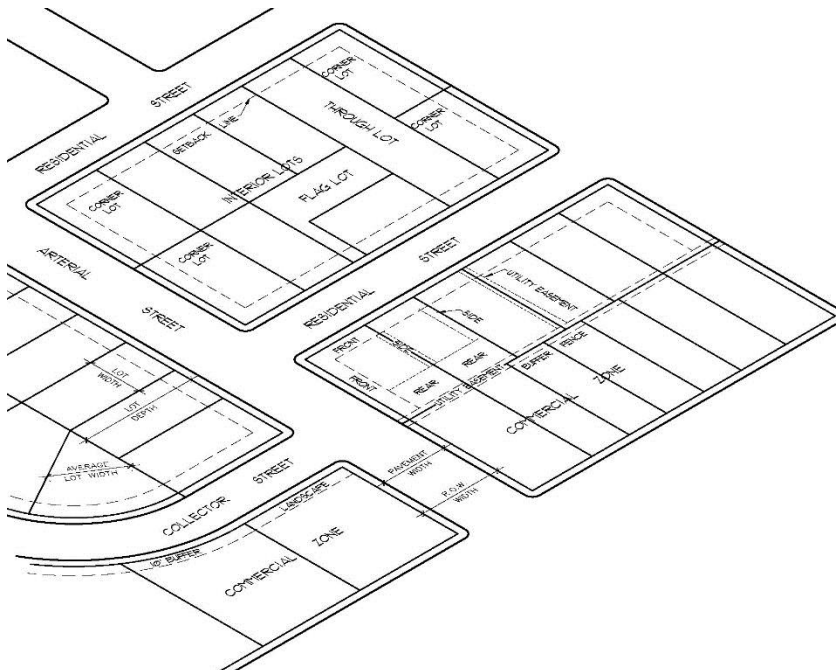 RESIDENTIAL STREET
CORNER
LOT
THROUGH LOT
CORNER
LOT
SETBACK LINE
INTERIOR LOTS
FLAG LOT
CORNER
LOT
CORNER
LOT
ARTERIAL STREET
RESIDENTIAL STREET
UTILITY EASEMENT
SIDE
FRONT
SIDE
REAR
FRONT
REAR
UTILITY EASEMENT
BUFFER FENCE
COMMERCIAL ZONE
LOT
WIDTH
LOT
DEPTH
AVERAGE
LOT WIDTH
COLLECTOR STREET
PAVEMENT
WIDTH
R.O.W
WIDTH
LANDSCAPE
BUFFER
COMMERCIAL ZONE